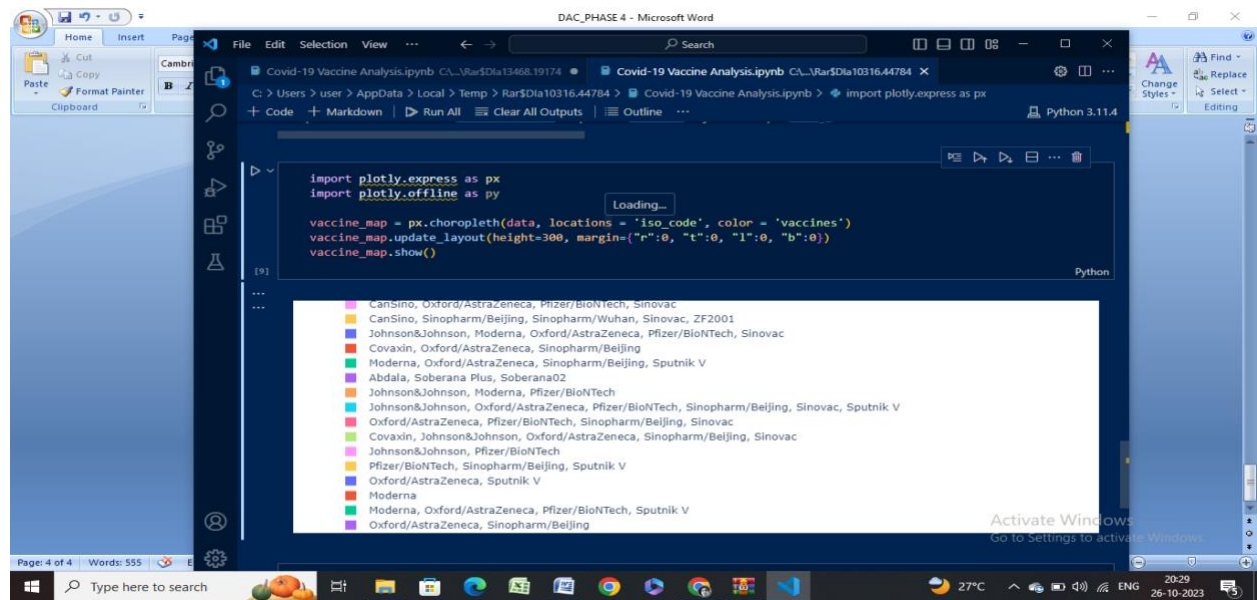 DAC_PHASE 4 - Microsoft Word
Home Insert Page
Cut
Copy
Format Painter
Paste
Clipboard
Cambri
B I
Change Styles
Find
Replace
Select
Editing
File Edit Selection View ... Search
Covid-19 Vaccine Analysis.ipynb C:\...\Rar$DIa13468.19174 ● Covid-19 Vaccine Analysis.ipynb C:\...\Rar$DIa10316.44784 ×
C: > Users > user > AppData > Local > Temp > Rar$DIa10316.44784 > Covid-19 Vaccine Analysis.ipynb > import plotly.express as px
+ Code + Markdown | Run All Clear All Outputs | Outline ... Python 3.11.4
import plotly.express as px
import plotly.offline as py
Loading...
vaccine_map = px.choropleth(data, locations = 'iso_code', color = 'vaccines')
vaccine_map.update_layout(height=300, margin={"r":0, "t":0, "l":0, "b":0})
vaccine_map.show()
[9] Python
CanSino, Oxford/AstraZeneca, Pfizer/BioNTech, Sinovac
CanSino, Sinopharm/Beijing, Sinopharm/Wuhan, Sinovac, ZF2001
Johnson&Johnson, Moderna, Oxford/AstraZeneca, Pfizer/BioNTech, Sinovac
Covaxin, Oxford/AstraZeneca, Sinopharm/Beijing
Moderna, Oxford/AstraZeneca, Sinopharm/Beijing, Sputnik V
Abdala, Soberana Plus, Soberana02
Johnson&Johnson, Moderna, Pfizer/BioNTech
Johnson&Johnson, Oxford/AstraZeneca, Pfizer/BioNTech, Sinopharm/Beijing, Sinovac, Sputnik V
Oxford/AstraZeneca, Pfizer/BioNTech, Sinopharm/Beijing, Sinovac
Covaxin, Johnson&Johnson, Oxford/AstraZeneca, Sinopharm/Beijing, Sinovac
Johnson&Johnson, Pfizer/BioNTech
Pfizer/BioNTech, Sinopharm/Beijing, Sputnik V
Oxford/AstraZeneca, Sputnik V
Moderna
Moderna, Oxford/AstraZeneca, Pfizer/BioNTech, Sputnik V
Oxford/AstraZeneca, Sinopharm/Beijing
Activate Windows
Go to Settings to activate Windows.
Page: 4 of 4 Words: 555 E
Type here to search 27°C ENG 20:29
26-10-2023